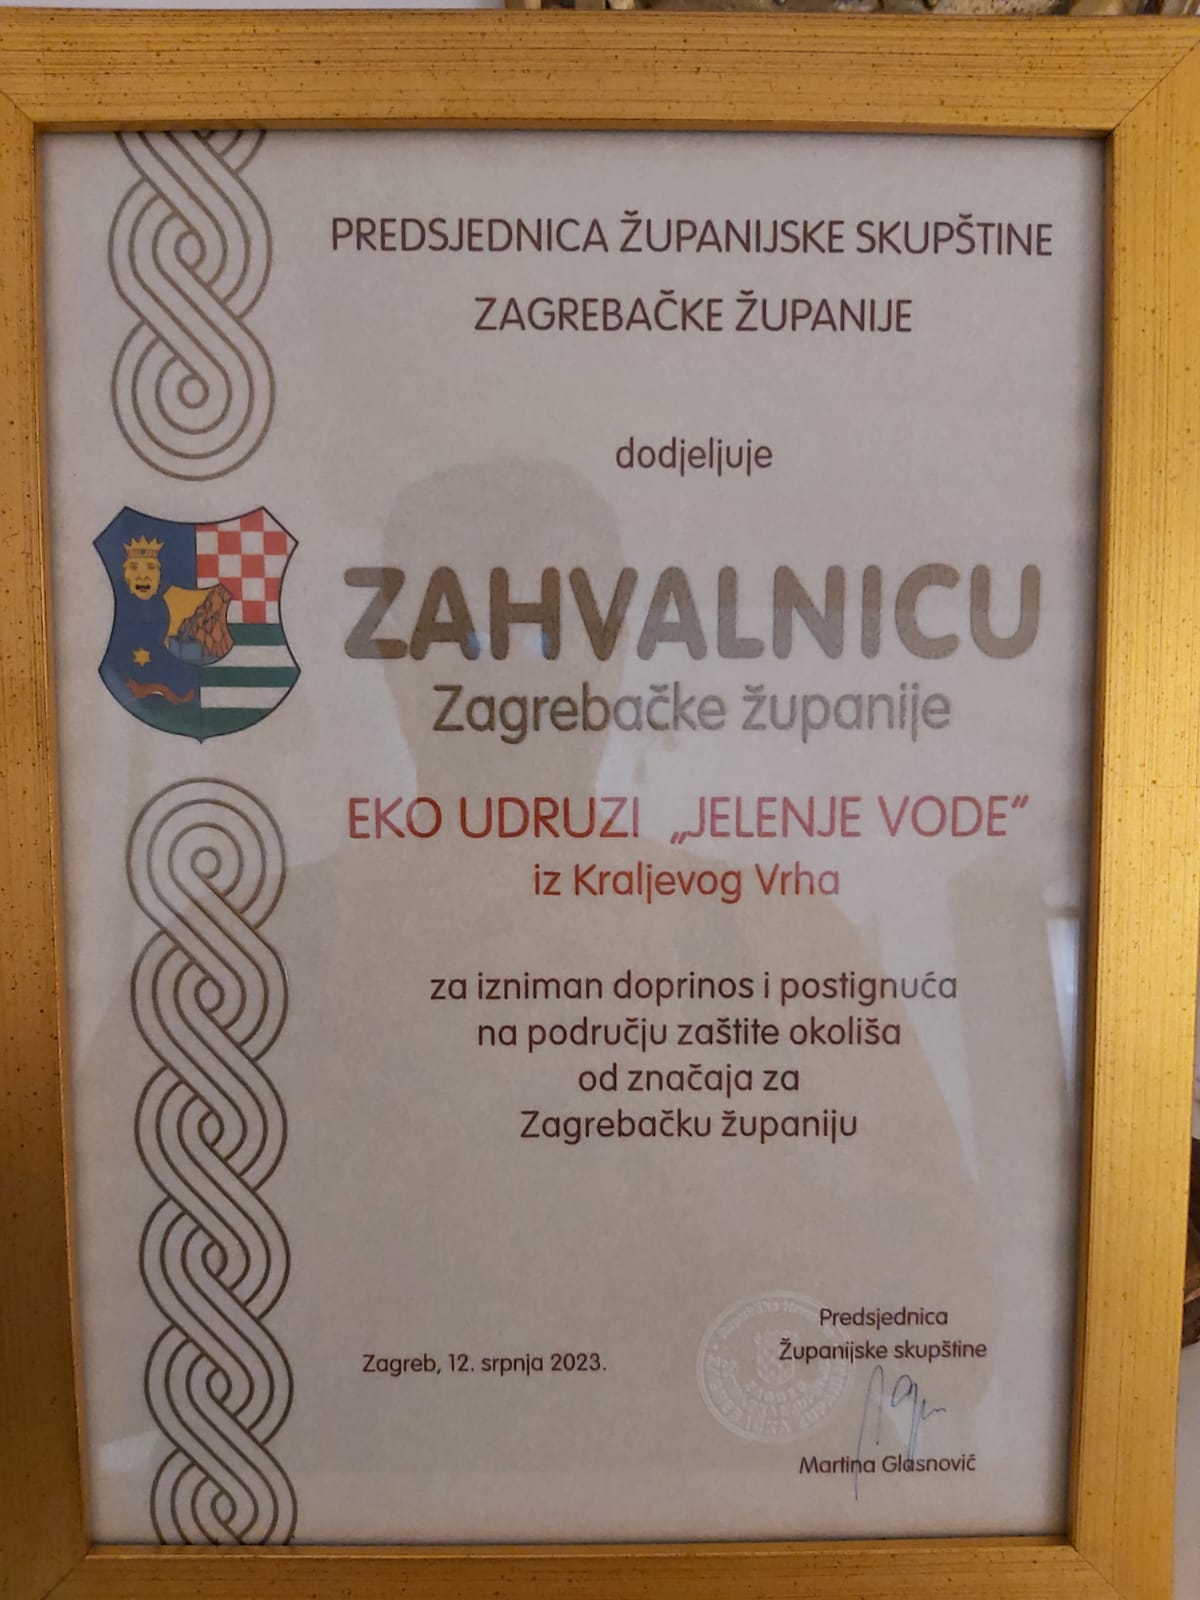 PREDSJEDNICA ŽUPANIJSKE SKUPŠTINE
ZAGREBAČKE ŽUPANIJE
dodjeljuje
ZAHVALNICU
Zagrebačke županije
EKO UDRUZI „JELENJE VODE“
iz Kraljevog Vrha
za izniman doprinos i postignuća
na području zaštite okoliša
od značaja za
Zagrebačku županiju
Predsjednica
Županijske skupštine
Zagreb, 12. srpnja 2023.
Martina Glasnović